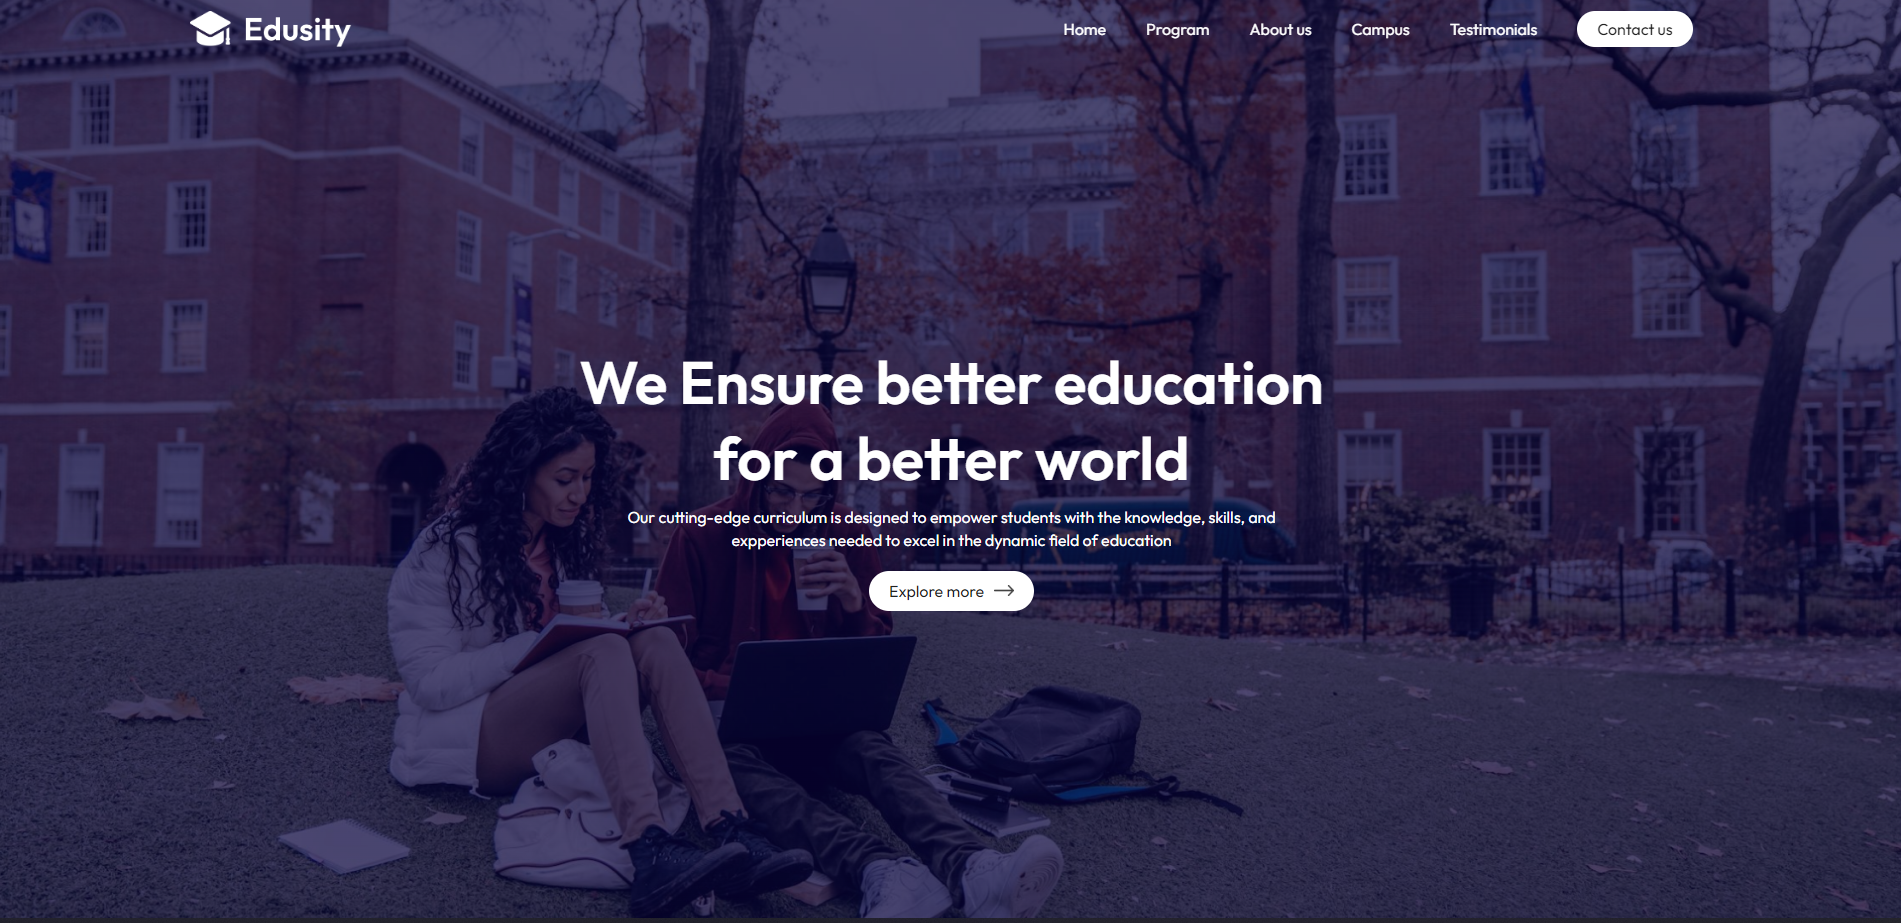 Edusity
Home Program About us Campus Testimonials Contact us
We Ensure better education
for a better world
Our cutting-edge curriculum is designed to empower students with the knowledge, skills, and
expperiences needed to excel in the dynamic field of education
Explore more